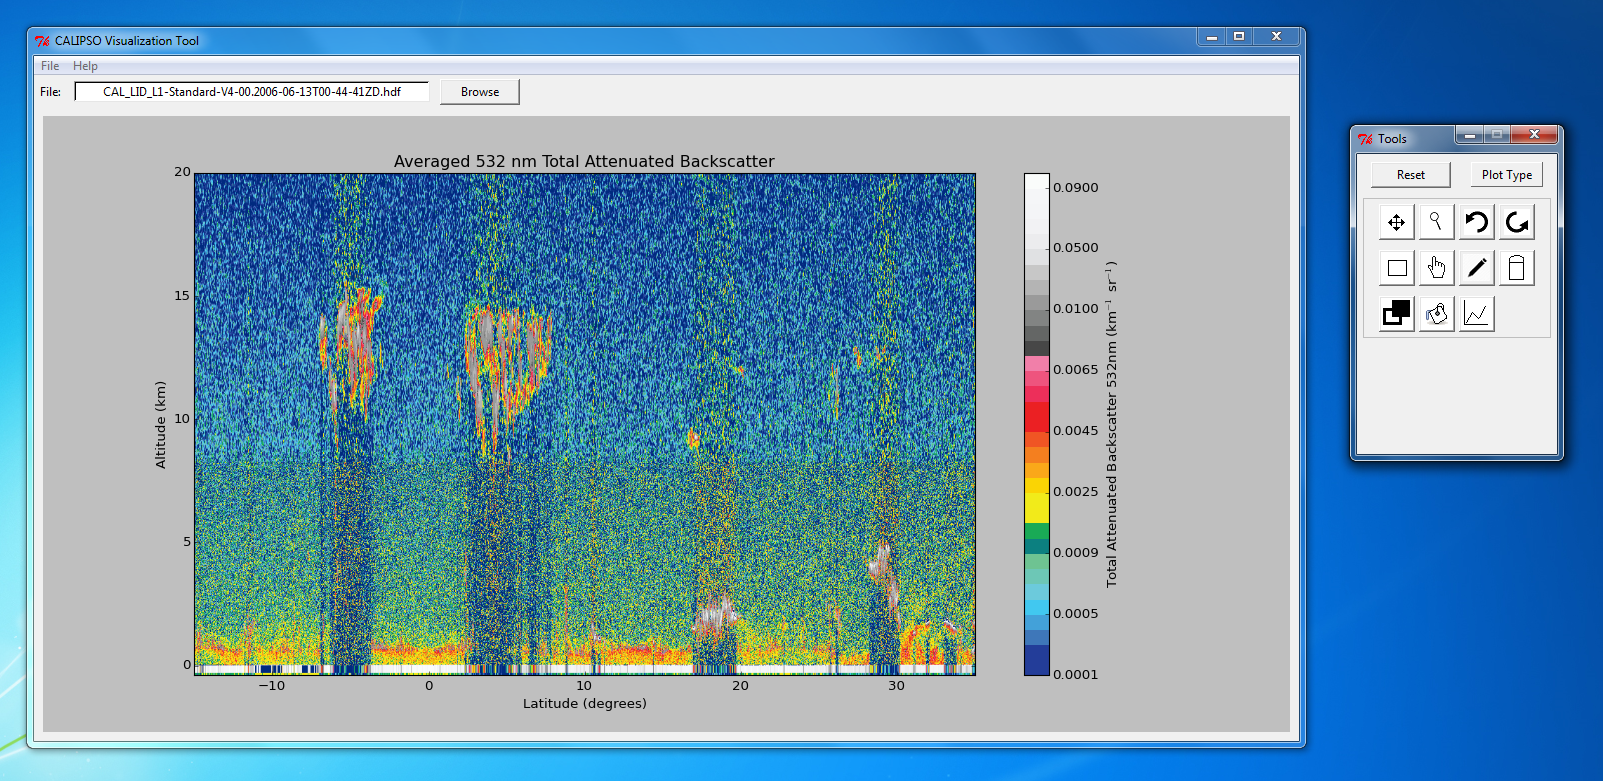 CALIPSO Visualization Tool
File Help
File: CAL_LID_L1-Standard-V4-00.2006-06-13T00-44-41ZD.hdf Browse
Averaged 532 nm Total Attenuated Backscatter
20
15
10
5
0
Altitude (km)
−10 0 10 20 30
Latitude (degrees)
0.0900
0.0500
0.0100
0.0065
0.0045
0.0025
0.0009
0.0005
0.0001
Total Attenuated Backscatter 532nm (km⁻¹ sr⁻¹)
Tools
Reset Plot Type